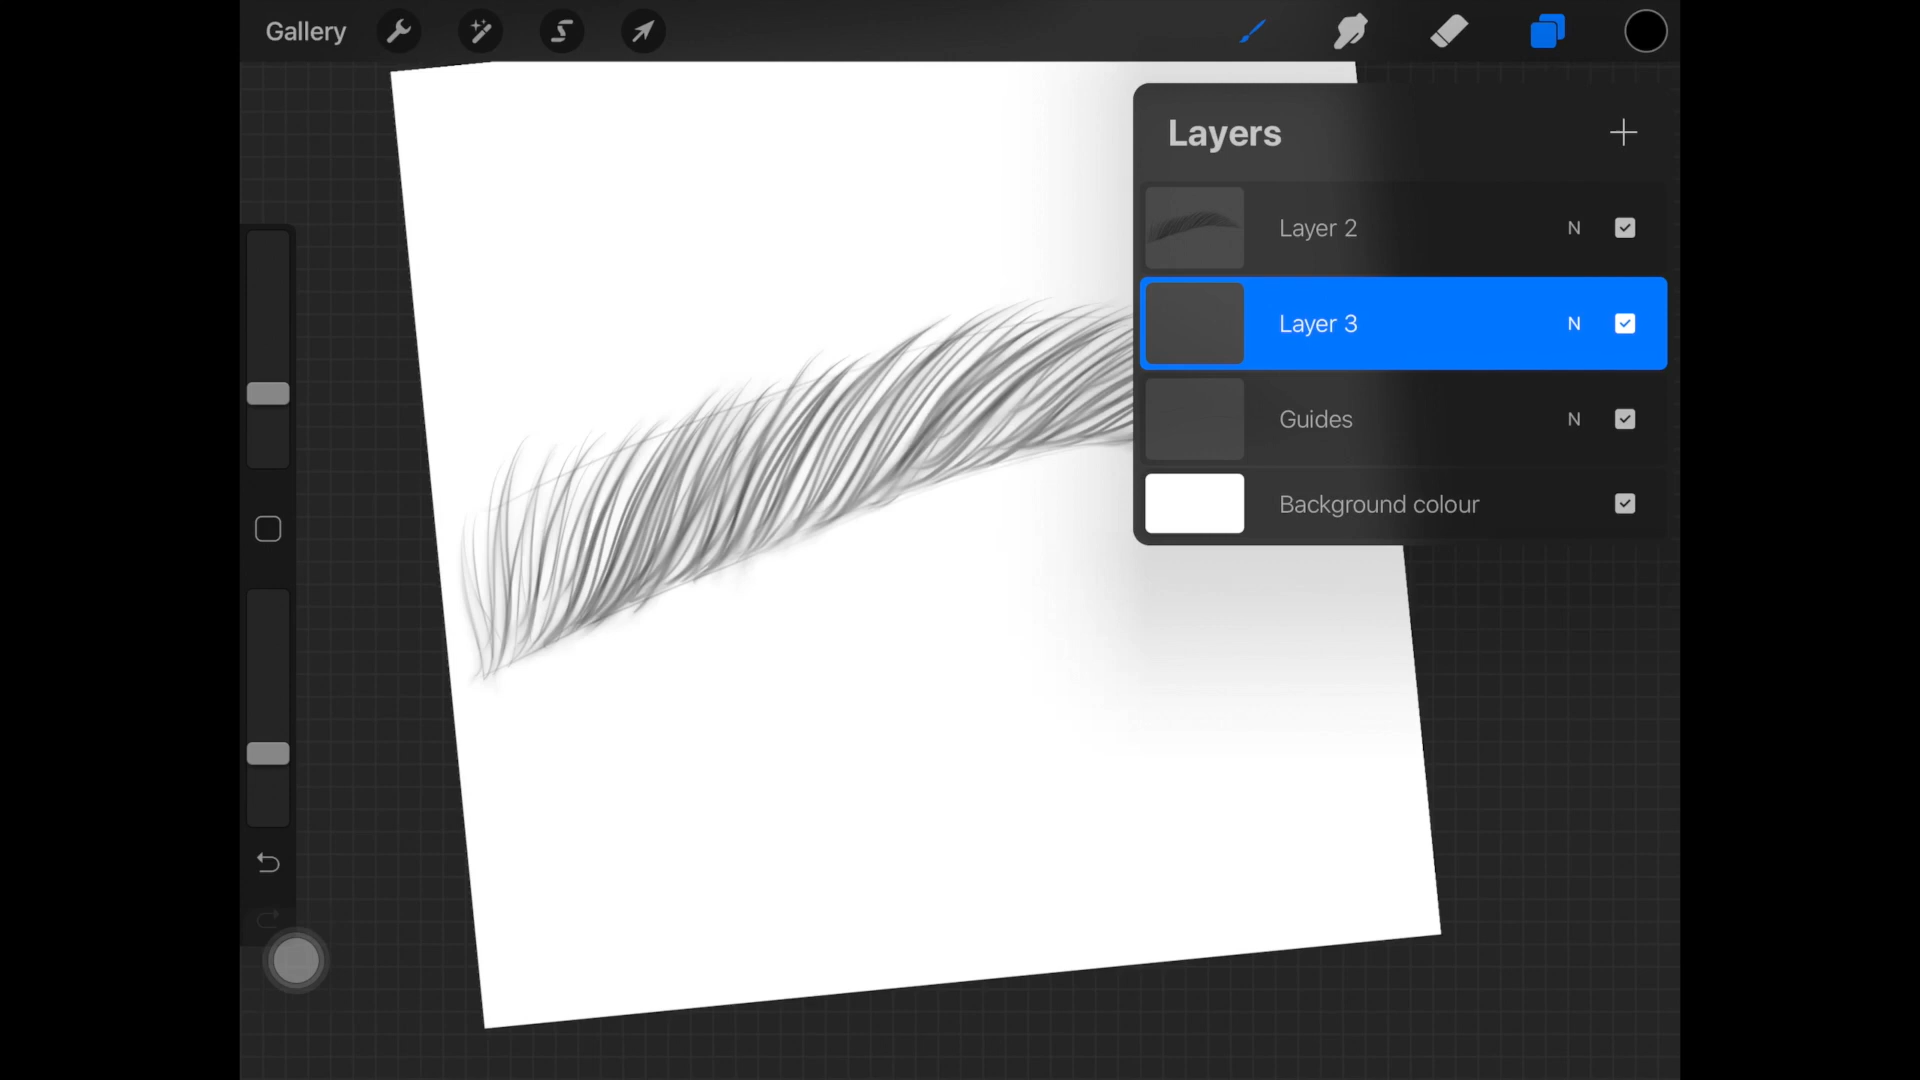 Gallery
Layers
Layer 2 N
Layer 3 N
Guides N
Background colour